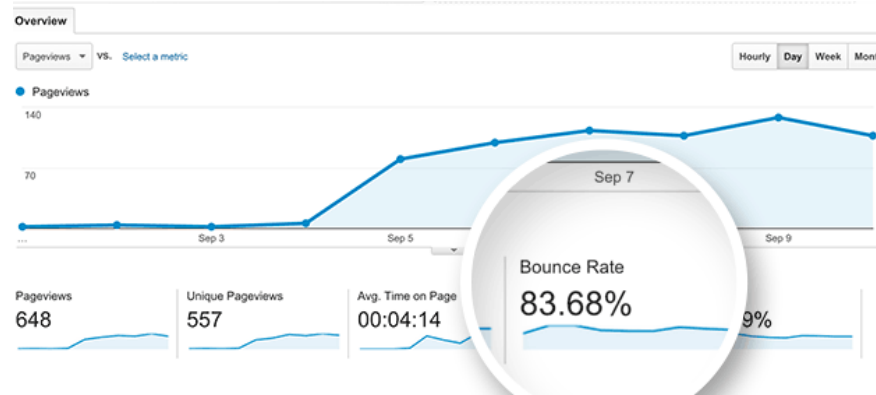 Overview
Pageviews VS. Select a metric
Hourly Day Week Mont
Pageviews
140
70
... Sep 3 Sep 5 Sep 7 Sep 9
Pageviews Unique Pageviews Avg. Time on Page Bounce Rate
648 557 00:04:14 83.68% 9%